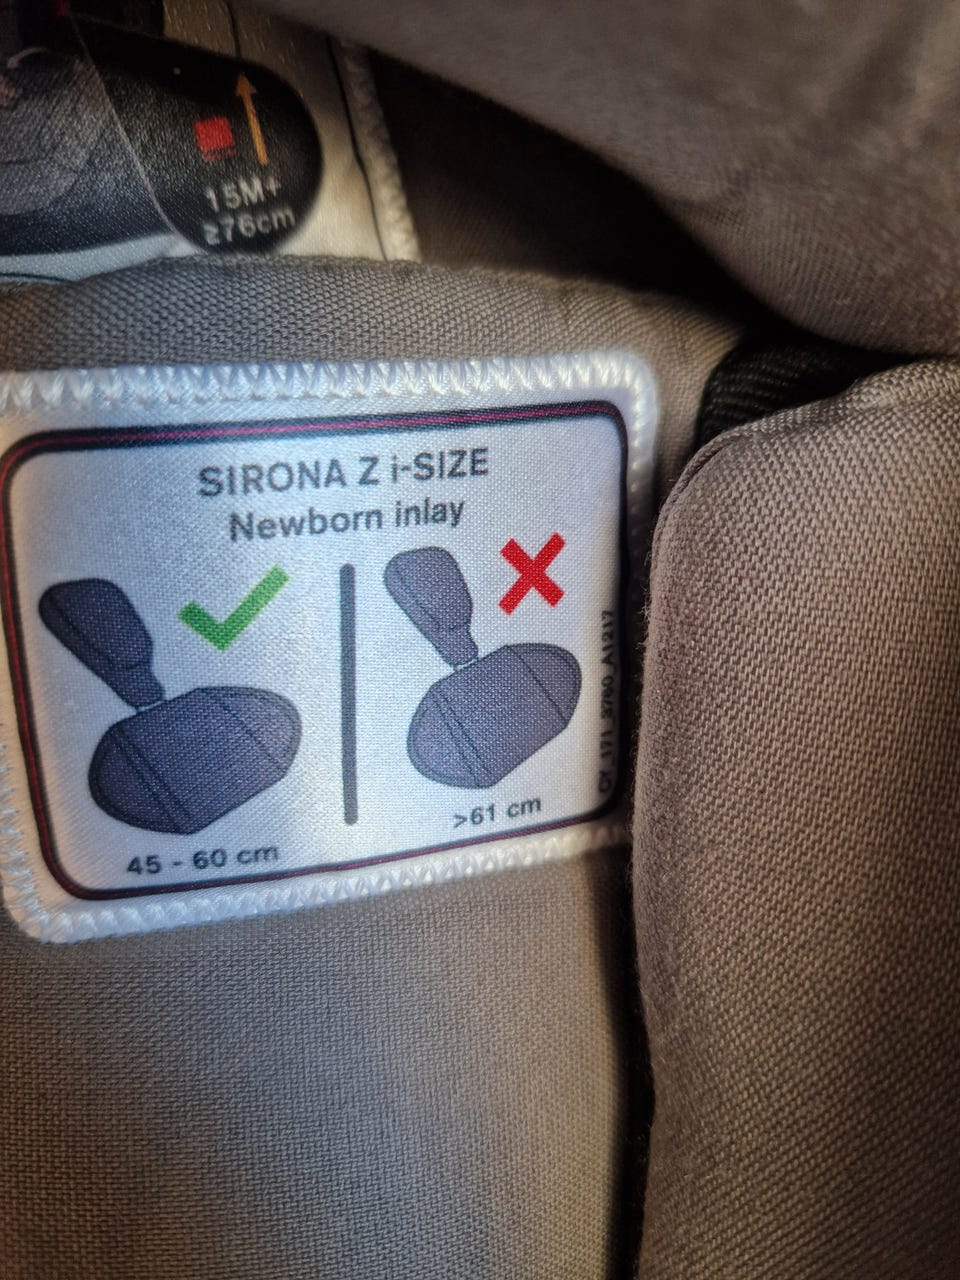 15M+
≥76cm
SIRONA Z i-SIZE
Newborn inlay
45 - 60 cm
>61 cm